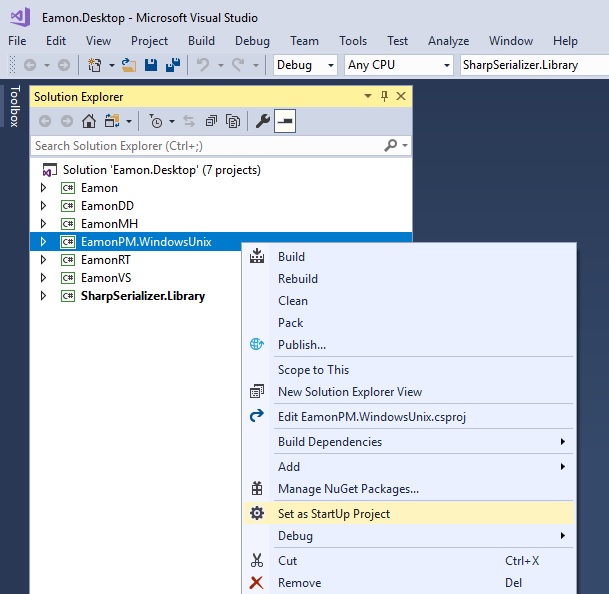 Eamon.Desktop - Microsoft Visual Studio
File Edit View Project Build Debug Team Tools Test Analyze Window Help
Debug Any CPU SharpSerializer.Library
Toolbox
Solution Explorer
Search Solution Explorer (Ctrl+;)
Solution 'Eamon.Desktop' (7 projects)
C# Eamon
C# EamonDD
C# EamonMH
C# EamonPM.WindowsUnix
C# EamonRT
C# EamonVS
C# SharpSerializer.Library
Build
Rebuild
Clean
Pack
Publish...
Scope to This
New Solution Explorer View
Edit EamonPM.WindowsUnix.csproj
Build Dependencies
Add
Manage NuGet Packages...
Set as StartUp Project
Debug
Cut Ctrl+X
Remove Del